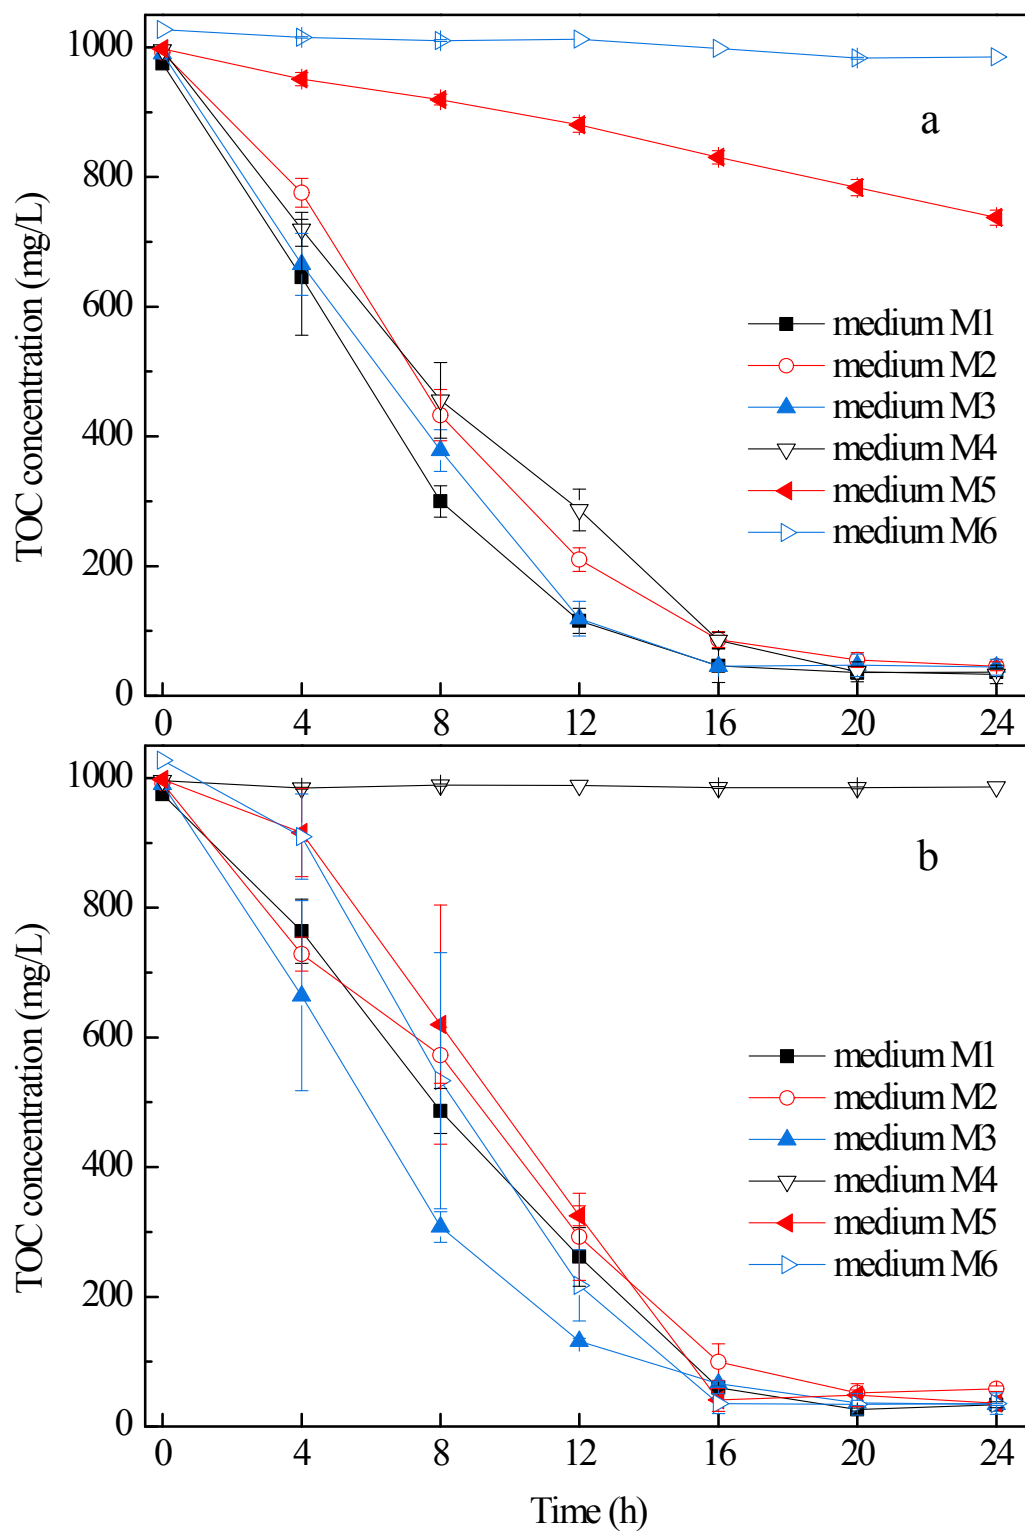 1000
800
600
400
200
0
TOC concentration (mg/L)
a
medium M1
medium M2
medium M3
medium M4
medium M5
medium M6
0 4 8 12 16 20 24
1000
800
600
400
200
0
TOC concentration (mg/L)
b
medium M1
medium M2
medium M3
medium M4
medium M5
medium M6
0 4 8 12 16 20 24
Time (h)